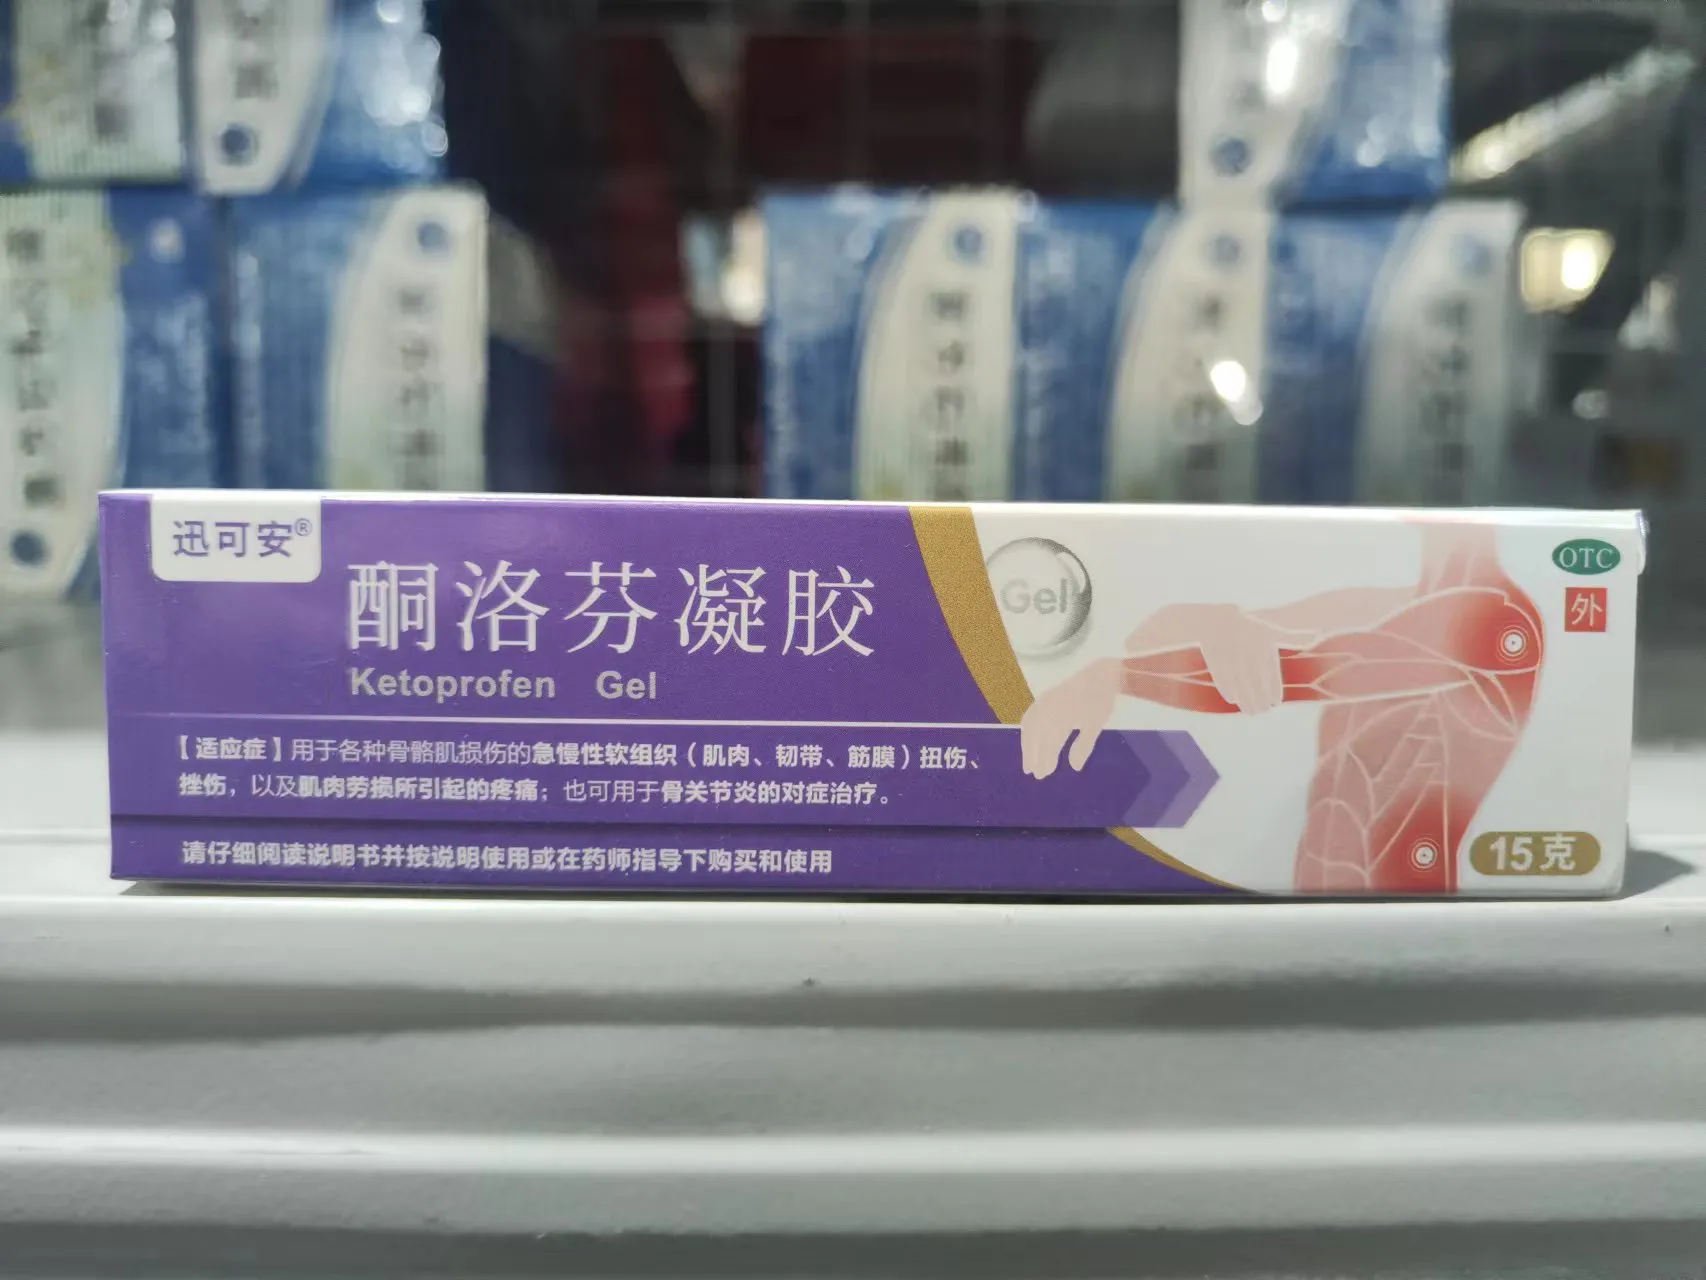 迅可安®
酮洛芬凝胶
Ketoprofen Gel
Gel
OTC
外
【适应症】用于各种骨骼肌损伤的急慢性软组织（肌肉、韧带、筋膜）扭伤、
挫伤，以及肌肉劳损所引起的疼痛；也可用于骨关节炎的对症治疗。
请仔细阅读说明书并按说明使用或在药师指导下购买和使用
15克